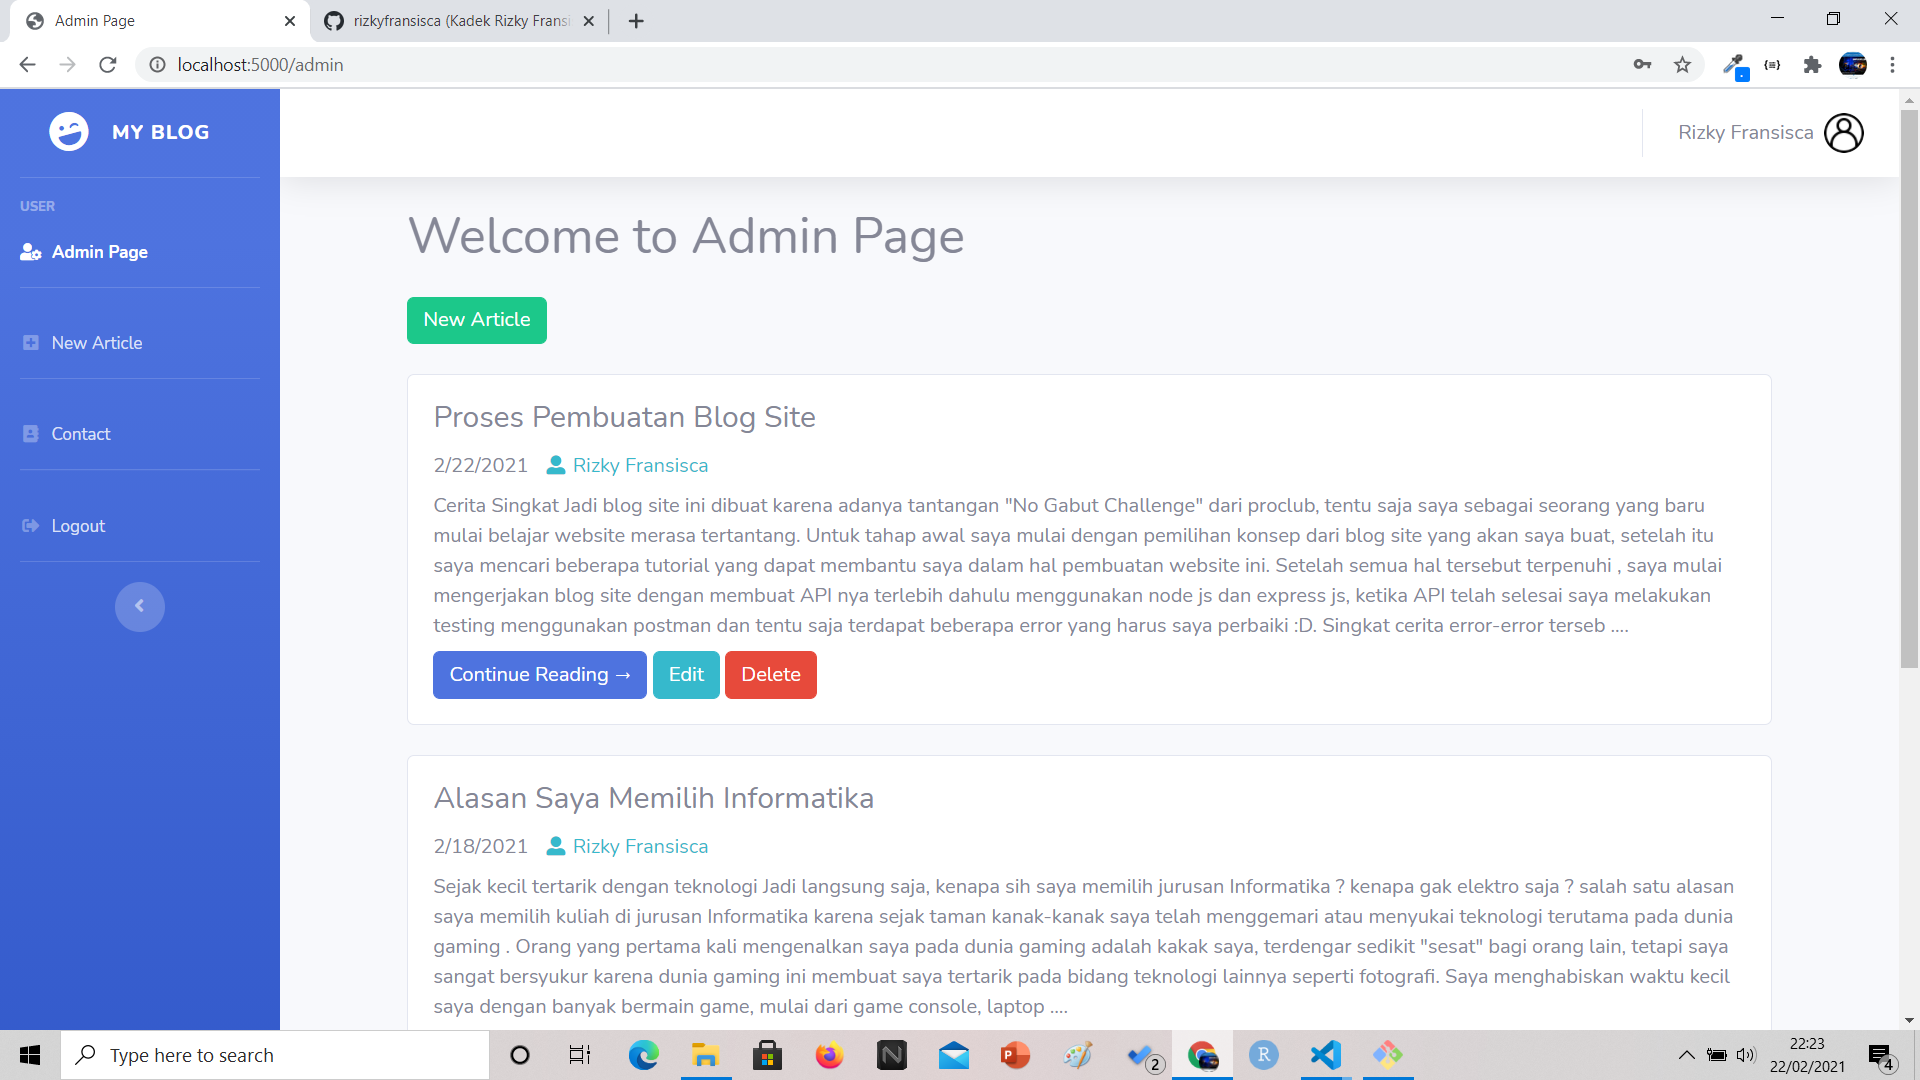 Admin Page
rizkyfransisca (Kadek Rizky Fransi
localhost:5000/admin
MY BLOG
Rizky Fransisca
USER
Admin Page
New Article
Contact
Logout
Welcome to Admin Page
New Article
Proses Pembuatan Blog Site
2/22/2021 Rizky Fransisca
Cerita Singkat Jadi blog site ini dibuat karena adanya tantangan "No Gabut Challenge" dari proclub, tentu saja saya sebagai seorang yang baru
mulai belajar website merasa tertantang. Untuk tahap awal saya mulai dengan pemilihan konsep dari blog site yang akan saya buat, setelah itu
saya mencari beberapa tutorial yang dapat membantu saya dalam hal pembuatan website ini. Setelah semua hal tersebut terpenuhi , saya mulai
mengerjakan blog site dengan membuat API nya terlebih dahulu menggunakan node js dan express js, ketika API telah selesai saya melakukan
testing menggunakan postman dan tentu saja terdapat beberapa error yang harus saya perbaiki :D. Singkat cerita error-error terseb ....
Continue Reading → Edit Delete
Alasan Saya Memilih Informatika
2/18/2021 Rizky Fransisca
Sejak kecil tertarik dengan teknologi Jadi langsung saja, kenapa sih saya memilih jurusan Informatika ? kenapa gak elektro saja ? salah satu alasan
saya memilih kuliah di jurusan Informatika karena sejak taman kanak-kanak saya telah menggemari atau menyukai teknologi terutama pada dunia
gaming . Orang yang pertama kali mengenalkan saya pada dunia gaming adalah kakak saya, terdengar sedikit "sesat" bagi orang lain, tetapi saya
sangat bersyukur karena dunia gaming ini membuat saya tertarik pada bidang teknologi lainnya seperti fotografi. Saya menghabiskan waktu kecil
saya dengan banyak bermain game, mulai dari game console, laptop ....
Type here to search
2
22:23
22/02/2021
4